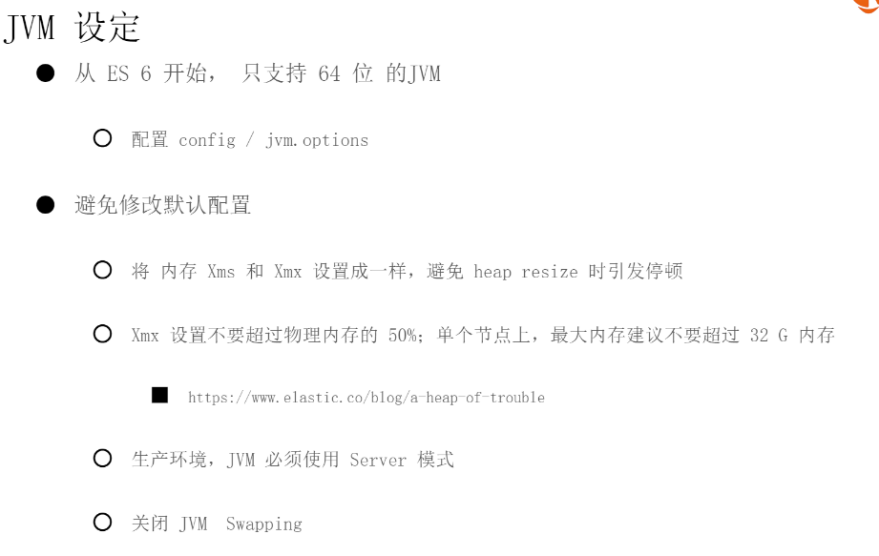 JVM 设定
从 ES 6 开始， 只支持 64 位 的JVM
配置 config / jvm.options
避免修改默认配置
将 内存 Xms 和 Xmx 设置成一样，避免 heap resize 时引发停顿
Xmx 设置不要超过物理内存的 50%；单个节点上，最大内存建议不要超过 32 G 内存
https://www.elastic.co/blog/a-heap-of-trouble
生产环境，JVM 必须使用 Server 模式
关闭 JVM Swapping